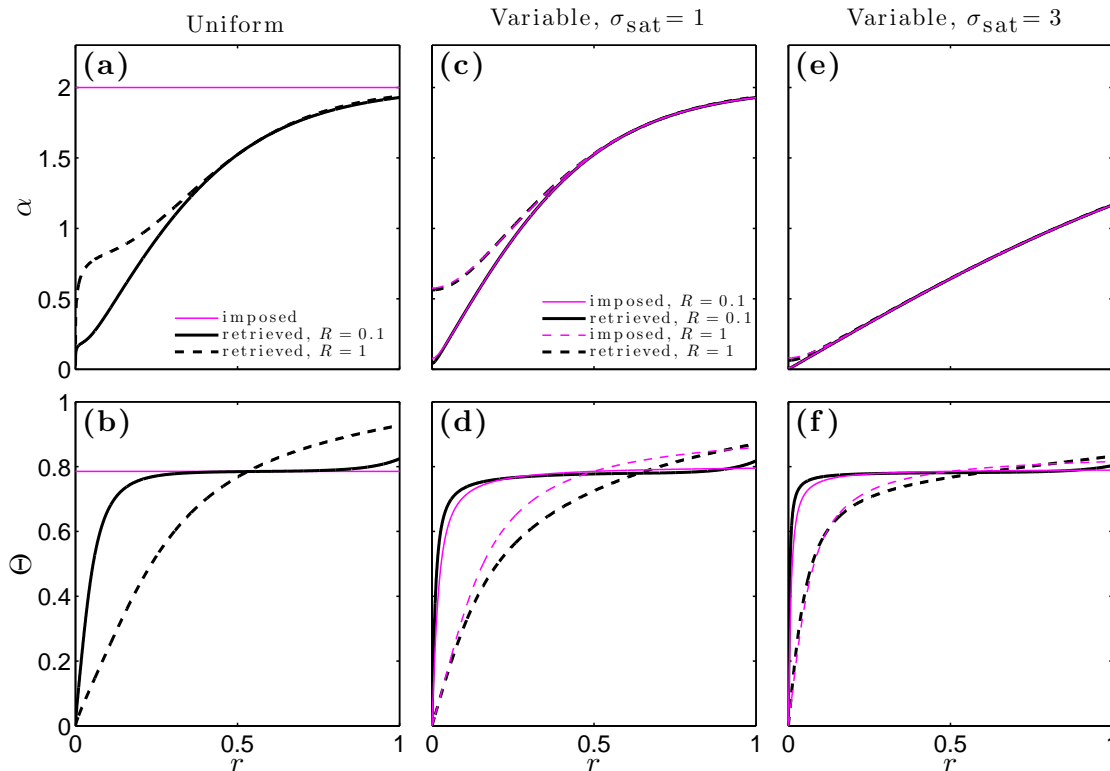 Uniform
Variable, σsat = 1
Variable, σsat = 3
(a)
(c)
(e)
2
1.5
1
0.5
0
α
imposed
retrieved, R = 0.1
retrieved, R = 1
imposed, R = 0.1
retrieved, R = 0.1
imposed, R = 1
retrieved, R = 1
(b)
(d)
(f)
1
0.8
0.6
0.4
0.2
0
Θ
0 0.5 1
0 0.5 1
0 0.5 1
r
r
r